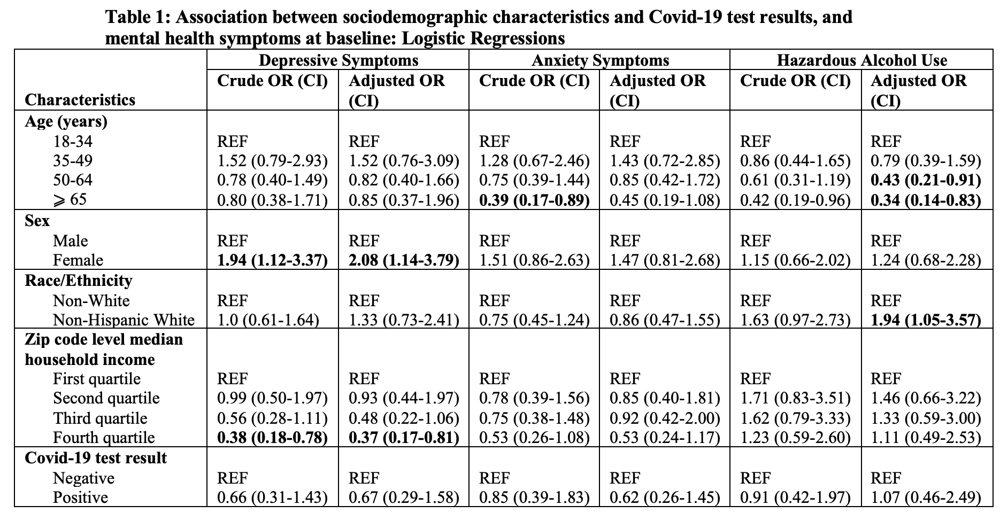 Table 1: Association between sociodemographic characteristics and Covid-19 test results, and
mental health symptoms at baseline: Logistic Regressions
Characteristics Depressive Symptoms Anxiety Symptoms Hazardous Alcohol Use
Crude OR (CI) Adjusted OR (CI) Crude OR (CI) Adjusted OR (CI) Crude OR (CI) Adjusted OR (CI)
Age (years)
18-34 REF REF REF REF REF REF
35-49 1.52 (0.79-2.93) 1.52 (0.76-3.09) 1.28 (0.67-2.46) 1.43 (0.72-2.85) 0.86 (0.44-1.65) 0.79 (0.39-1.59)
50-64 0.78 (0.40-1.49) 0.82 (0.40-1.66) 0.75 (0.39-1.44) 0.85 (0.42-1.72) 0.61 (0.31-1.19) 0.43 (0.21-0.91)
⩾ 65 0.80 (0.38-1.71) 0.85 (0.37-1.96) 0.39 (0.17-0.89) 0.45 (0.19-1.08) 0.42 (0.19-0.96) 0.34 (0.14-0.83)
Sex
Male REF REF REF REF REF REF
Female 1.94 (1.12-3.37) 2.08 (1.14-3.79) 1.51 (0.86-2.63) 1.47 (0.81-2.68) 1.15 (0.66-2.02) 1.24 (0.68-2.28)
Race/Ethnicity
Non-White REF REF REF REF REF REF
Non-Hispanic White 1.0 (0.61-1.64) 1.33 (0.73-2.41) 0.75 (0.45-1.24) 0.86 (0.47-1.55) 1.63 (0.97-2.73) 1.94 (1.05-3.57)
Zip code level median
household income
First quartile REF REF REF REF REF REF
Second quartile 0.99 (0.50-1.97) 0.93 (0.44-1.97) 0.78 (0.39-1.56) 0.85 (0.40-1.81) 1.71 (0.83-3.51) 1.46 (0.66-3.22)
Third quartile 0.56 (0.28-1.11) 0.48 (0.22-1.06) 0.75 (0.38-1.48) 0.92 (0.42-2.00) 1.62 (0.79-3.33) 1.33 (0.59-3.00)
Fourth quartile 0.38 (0.18-0.78) 0.37 (0.17-0.81) 0.53 (0.26-1.08) 0.53 (0.24-1.17) 1.23 (0.59-2.60) 1.11 (0.49-2.53)
Covid-19 test result
Negative REF REF REF REF REF REF
Positive 0.66 (0.31-1.43) 0.67 (0.29-1.58) 0.85 (0.39-1.83) 0.62 (0.26-1.45) 0.91 (0.42-1.97) 1.07 (0.46-2.49)